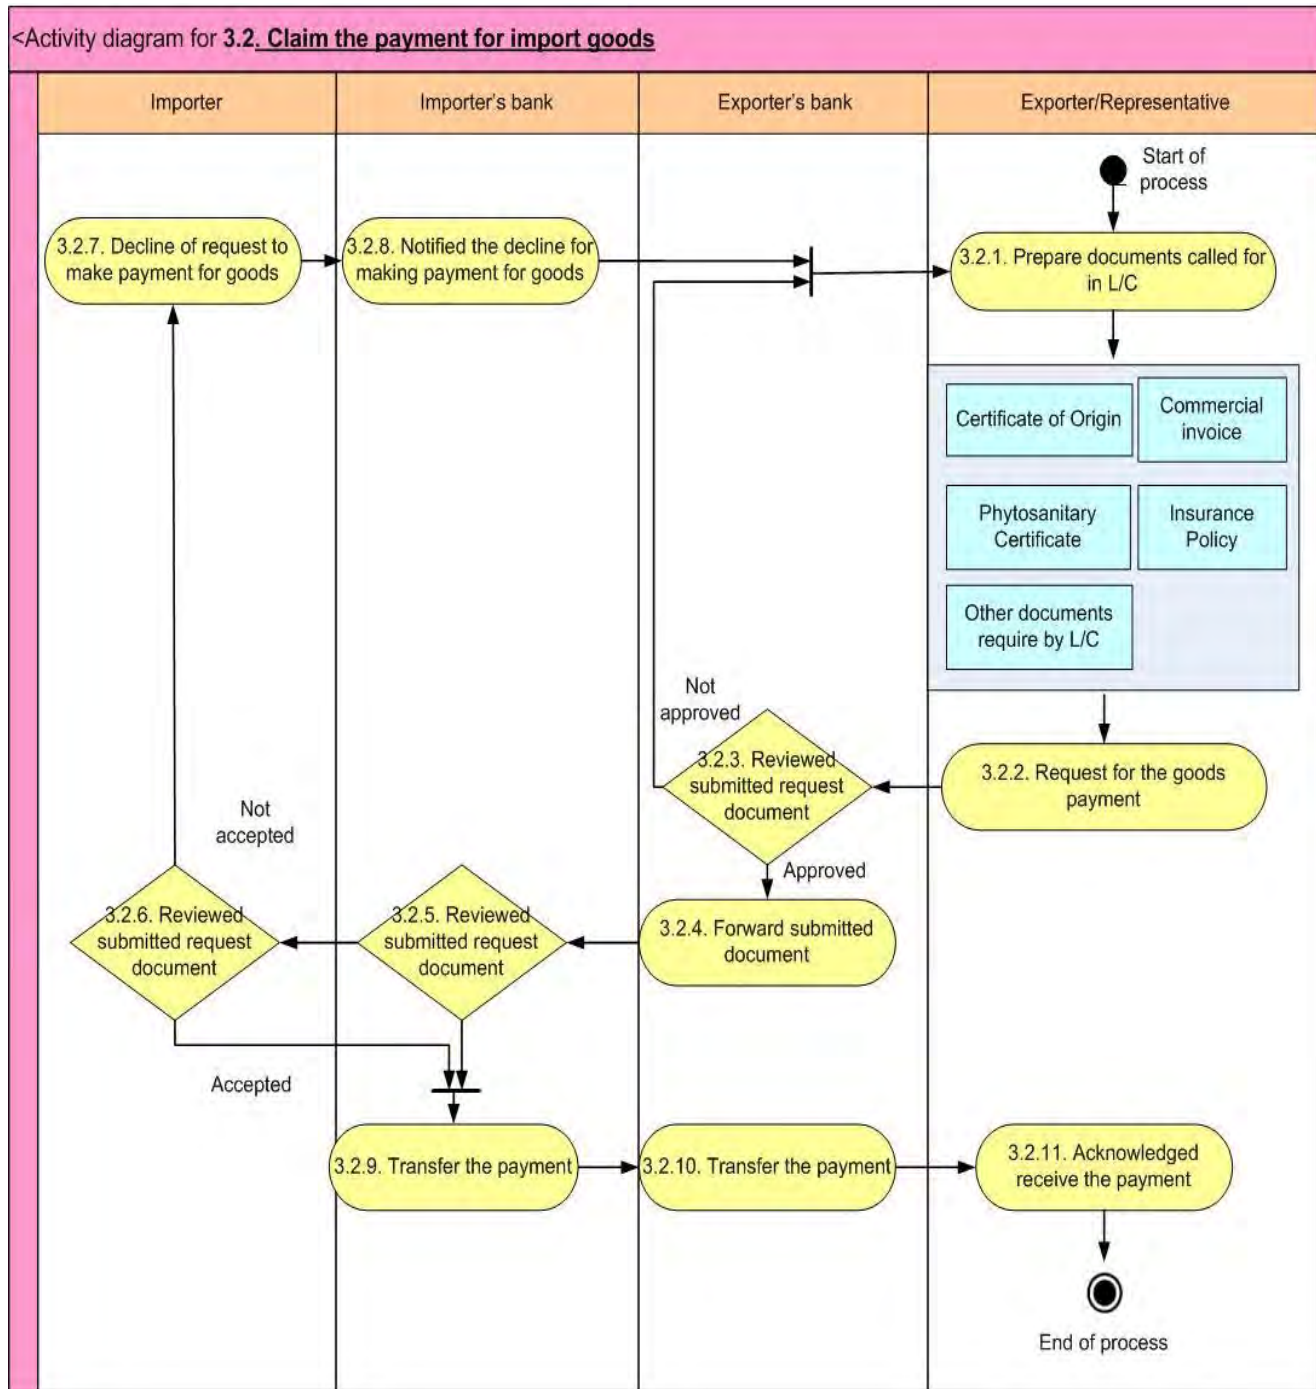 <Activity diagram for 3.2. Claim the payment for import goods
Importer
Importer's bank
Exporter's bank
Exporter/Representative
Start of
process
3.2.7. Decline of request to
make payment for goods
3.2.8. Notified the decline for
making payment for goods
3.2.1. Prepare documents called for
in L/C
Certificate of Origin
Commercial
invoice
Phytosanitary
Certificate
Insurance
Policy
Other documents
require by L/C
Not
approved
3.2.3. Reviewed
submitted request
document
3.2.2. Request for the goods
payment
Not
accepted
Approved
3.2.6. Reviewed
submitted request
document
3.2.5. Reviewed
submitted request
document
3.2.4. Forward submitted
document
Accepted
3.2.9. Transfer the payment
3.2.10. Transfer the payment
3.2.11. Acknowledged
receive the payment
End of process